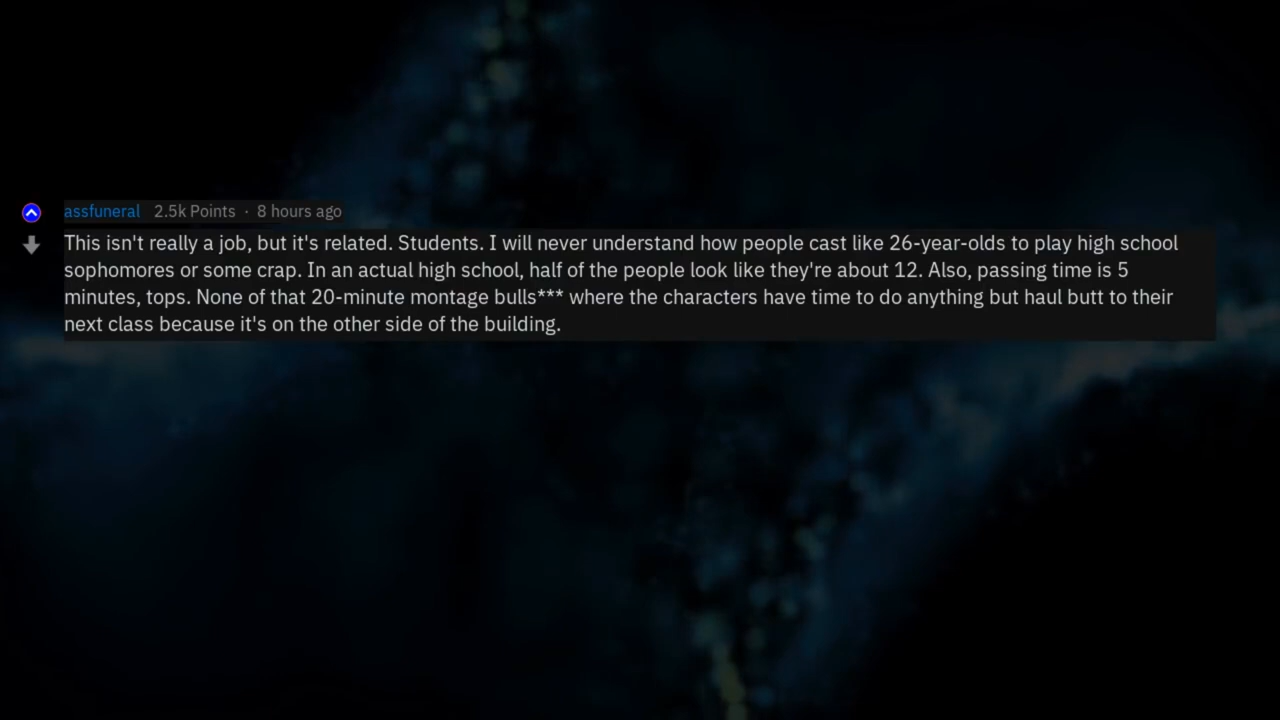 assfuneral 2.5k Points · 8 hours ago
This isn't really a job, but it's related. Students. I will never understand how people cast like 26-year-olds to play high school
sophomores or some crap. In an actual high school, half of the people look like they're about 12. Also, passing time is 5
minutes, tops. None of that 20-minute montage bulls*** where the characters have time to do anything but haul butt to their
next class because it's on the other side of the building.